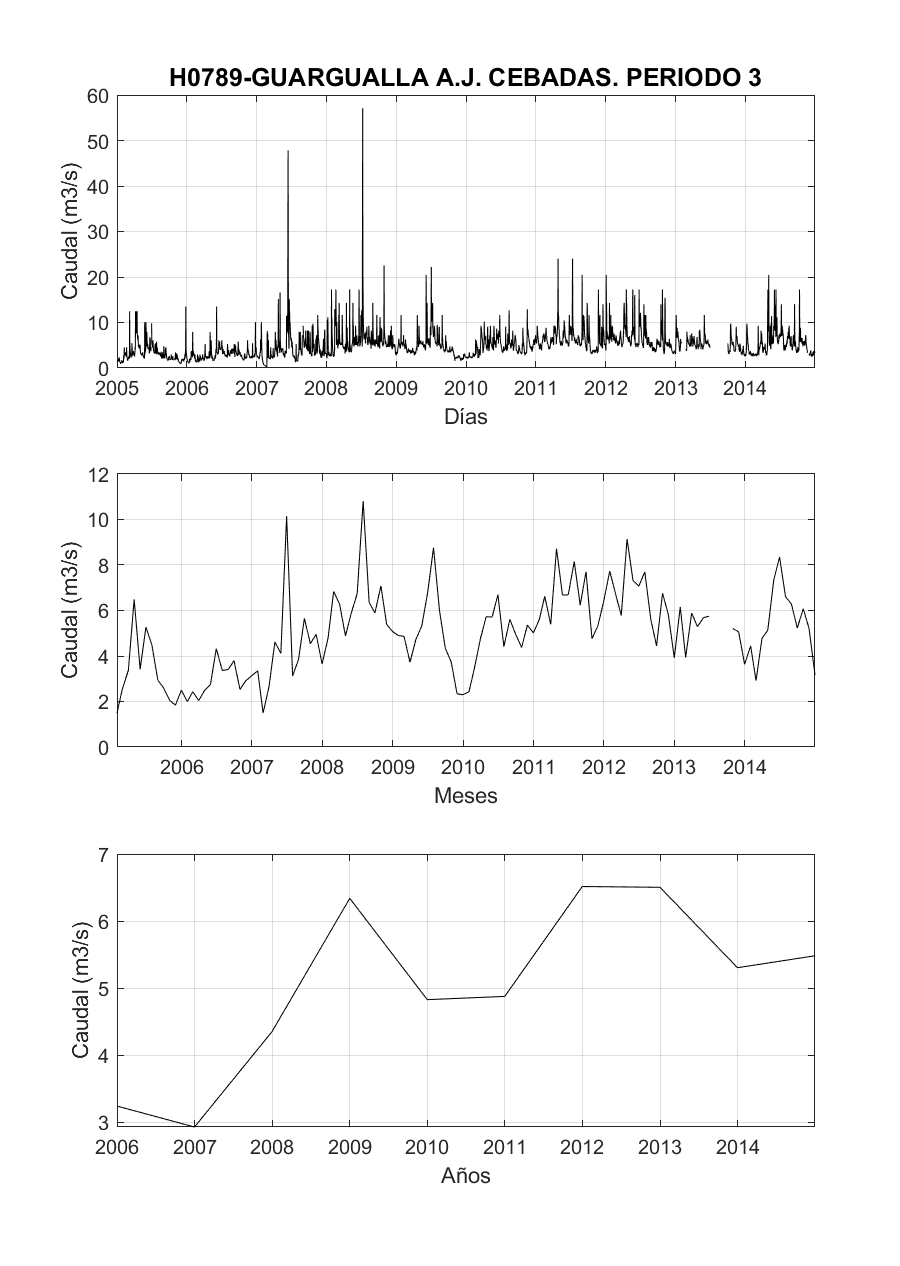 H0789-GUARGUALLA A.J. CEBADAS. PERIODO 3
60
50
40
30
20
10
0
Caudal (m3/s)
2005 2006 2007 2008 2009 2010 2011 2012 2013 2014
Días
12
10
8
6
4
2
0
Caudal (m3/s)
2006 2007 2008 2009 2010 2011 2012 2013 2014
Meses
7
6
5
4
3
Caudal (m3/s)
2006 2007 2008 2009 2010 2011 2012 2013 2014
Años